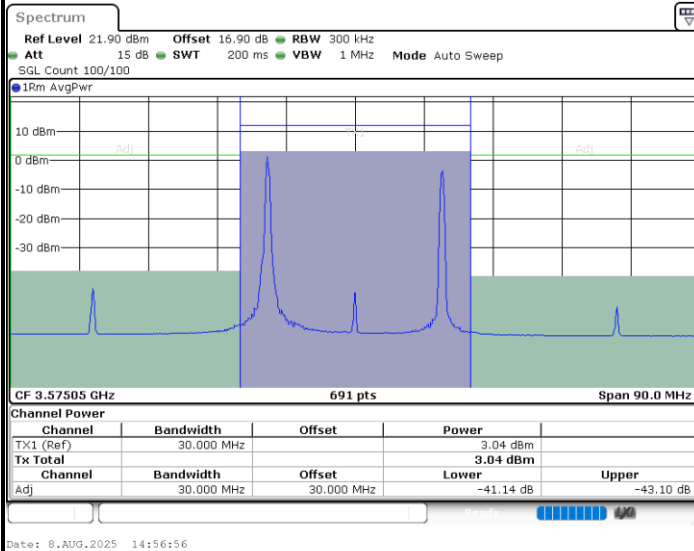 Spectrum
Ref Level 21.90 dBm Offset 16.90 dB RBW 300 kHz
Att 15 dB SWT 200 ms VBW 1 MHz Mode Auto Sweep
SGL Count 100/100
1Rm AvgPwr
10 dBm
Adj Adj
0 dBm
-10 dBm
-20 dBm
-30 dBm
CF 3.57505 GHz 691 pts Span 90.0 MHz
Channel Power
Channel Bandwidth Offset Power
TX1 (Ref) 30.000 MHz 3.04 dBm
Tx Total 3.04 dBm
Channel Bandwidth Offset Lower Upper
Adj 30.000 MHz 30.000 MHz -41.14 dB -43.10 dB
Ready
Date: 8.AUG.2025 14:56:56